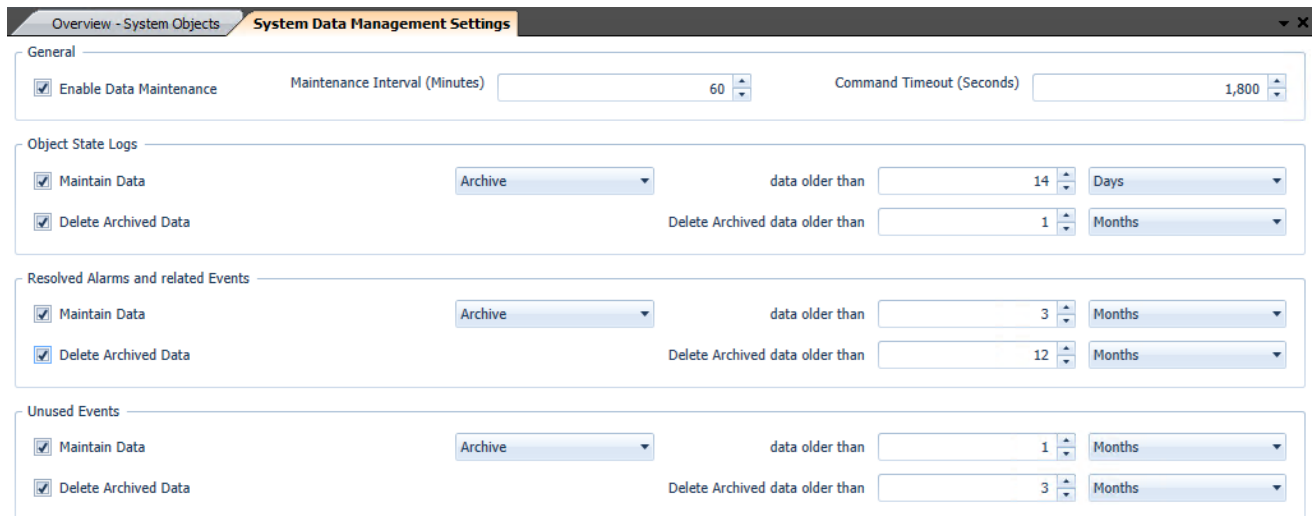 Overview - System Objects System Data Management Settings
General
Enable Data Maintenance Maintenance Interval (Minutes) 60 Command Timeout (Seconds) 1,800
Object State Logs
Maintain Data Archive data older than 14 Days
Delete Archived Data Delete Archived data older than 1 Months
Resolved Alarms and related Events
Maintain Data Archive data older than 3 Months
Delete Archived Data Delete Archived data older than 12 Months
Unused Events
Maintain Data Archive data older than 1 Months
Delete Archived Data Delete Archived data older than 3 Months